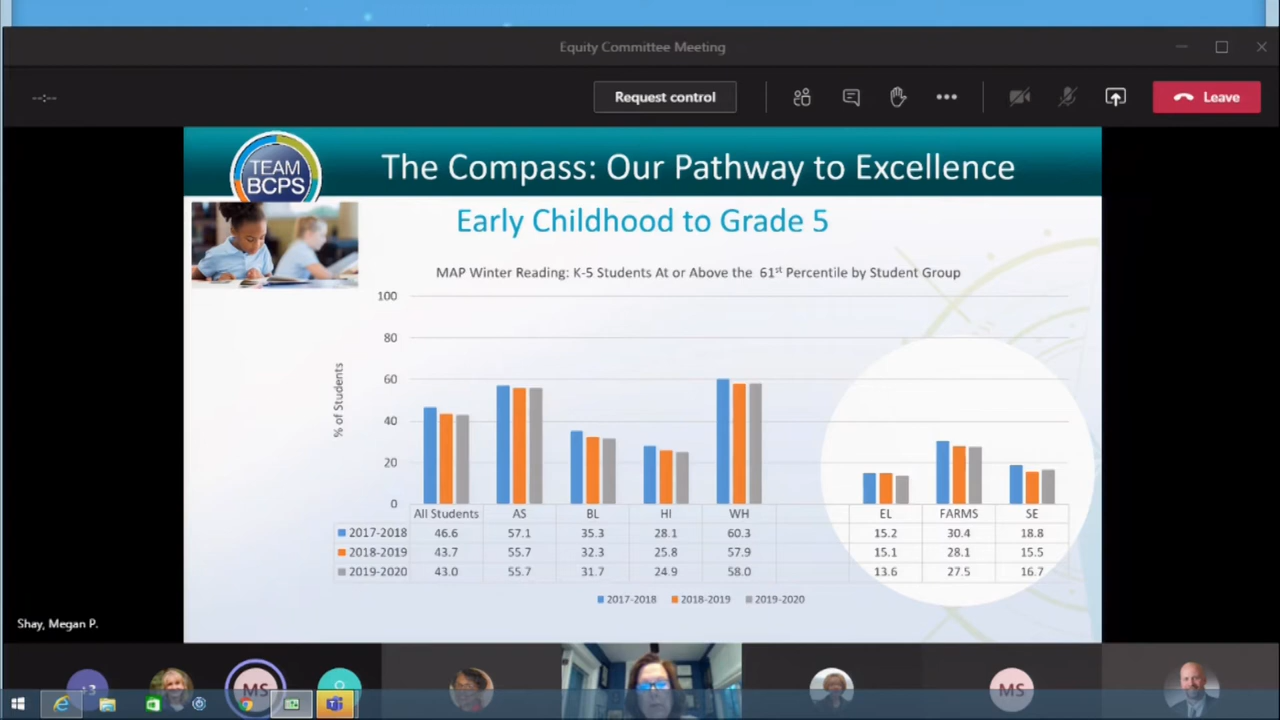 Equity Committee Meeting
--:--
Request control
Leave
TEAM
BCPS
The Compass: Our Pathway to Excellence
Early Childhood to Grade 5
MAP Winter Reading: K-5 Students At or Above the 61st Percentile by Student Group
% of Students
100
80
60
40
20
0
All Students AS BL HI WH EL FARMS SE
2017-2018 46.6 57.1 35.3 28.1 60.3 15.2 30.4 18.8
2018-2019 43.7 55.7 32.3 25.8 57.9 15.1 28.1 15.5
2019-2020 43.0 55.7 31.7 24.9 58.0 13.6 27.5 16.7
2017-2018 2018-2019 2019-2020
Shay, Megan P.
+3
MS
MS